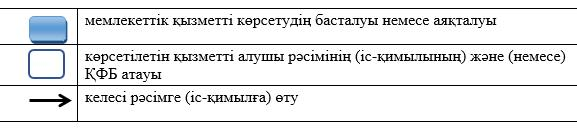 мемлекеттік қызметті көрсетудің басталуы немесе аяқталуы
көрсетілетін қызметті алушы рәсімінің (іс-қимылының) және (немесе)
ҚФБ атауы
келесі рәсімге (іс-қимылға) өту